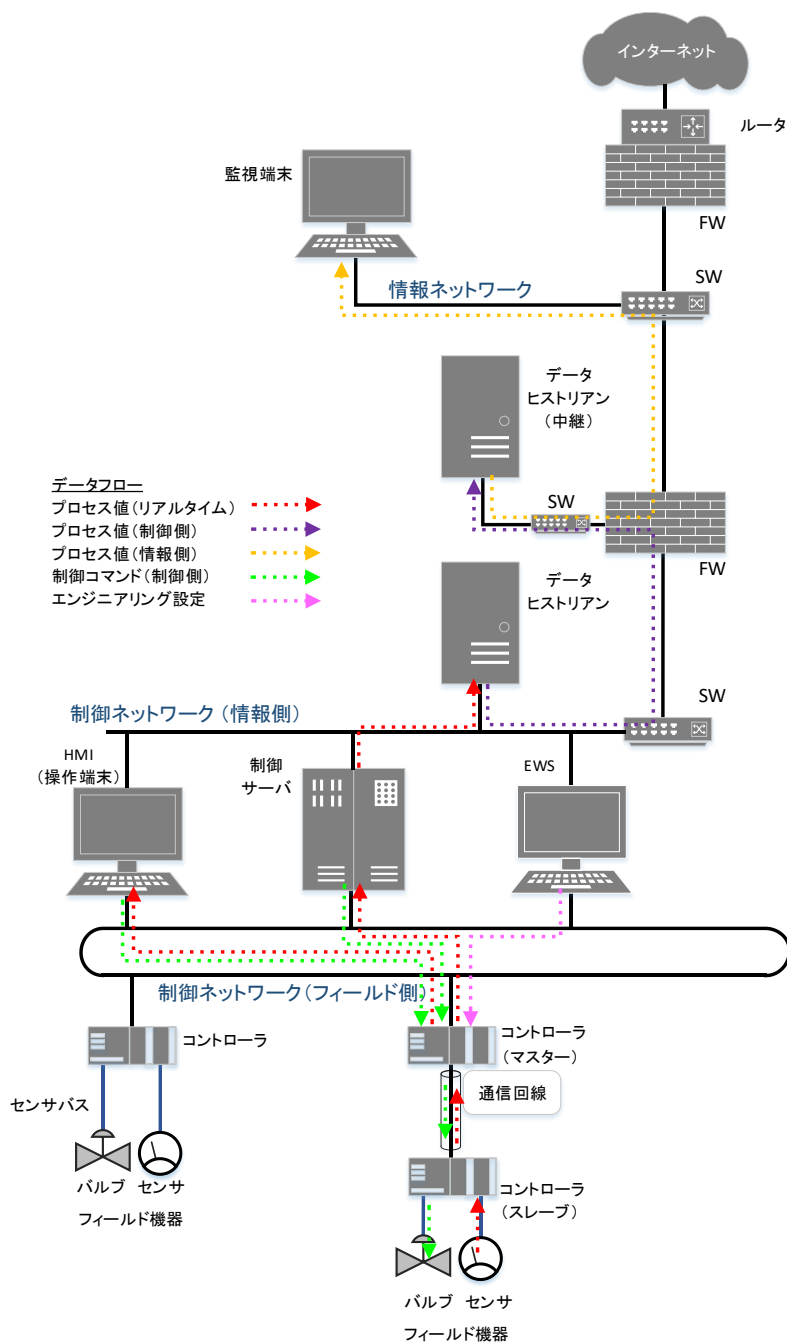 インターネット
ルータ
FW
監視端末
SW
情報ネットワーク
データ
ヒストリアン
（中継）
SW
FW
データフロー
プロセス値（リアルタイム）
プロセス値（制御側）
プロセス値（情報側）
制御コマンド（制御側）
エンジニアリング設定
データ
ヒストリアン
SW
制御ネットワーク（情報側）
HMI
（操作端末）
制御
サーバ
EWS
制御ネットワーク（フィールド側）
コントローラ
コントローラ
（マスター）
通信回線
センサバス
バルブ
センサ
フィールド機器
コントローラ
（スレーブ）
バルブ
センサ
フィールド機器